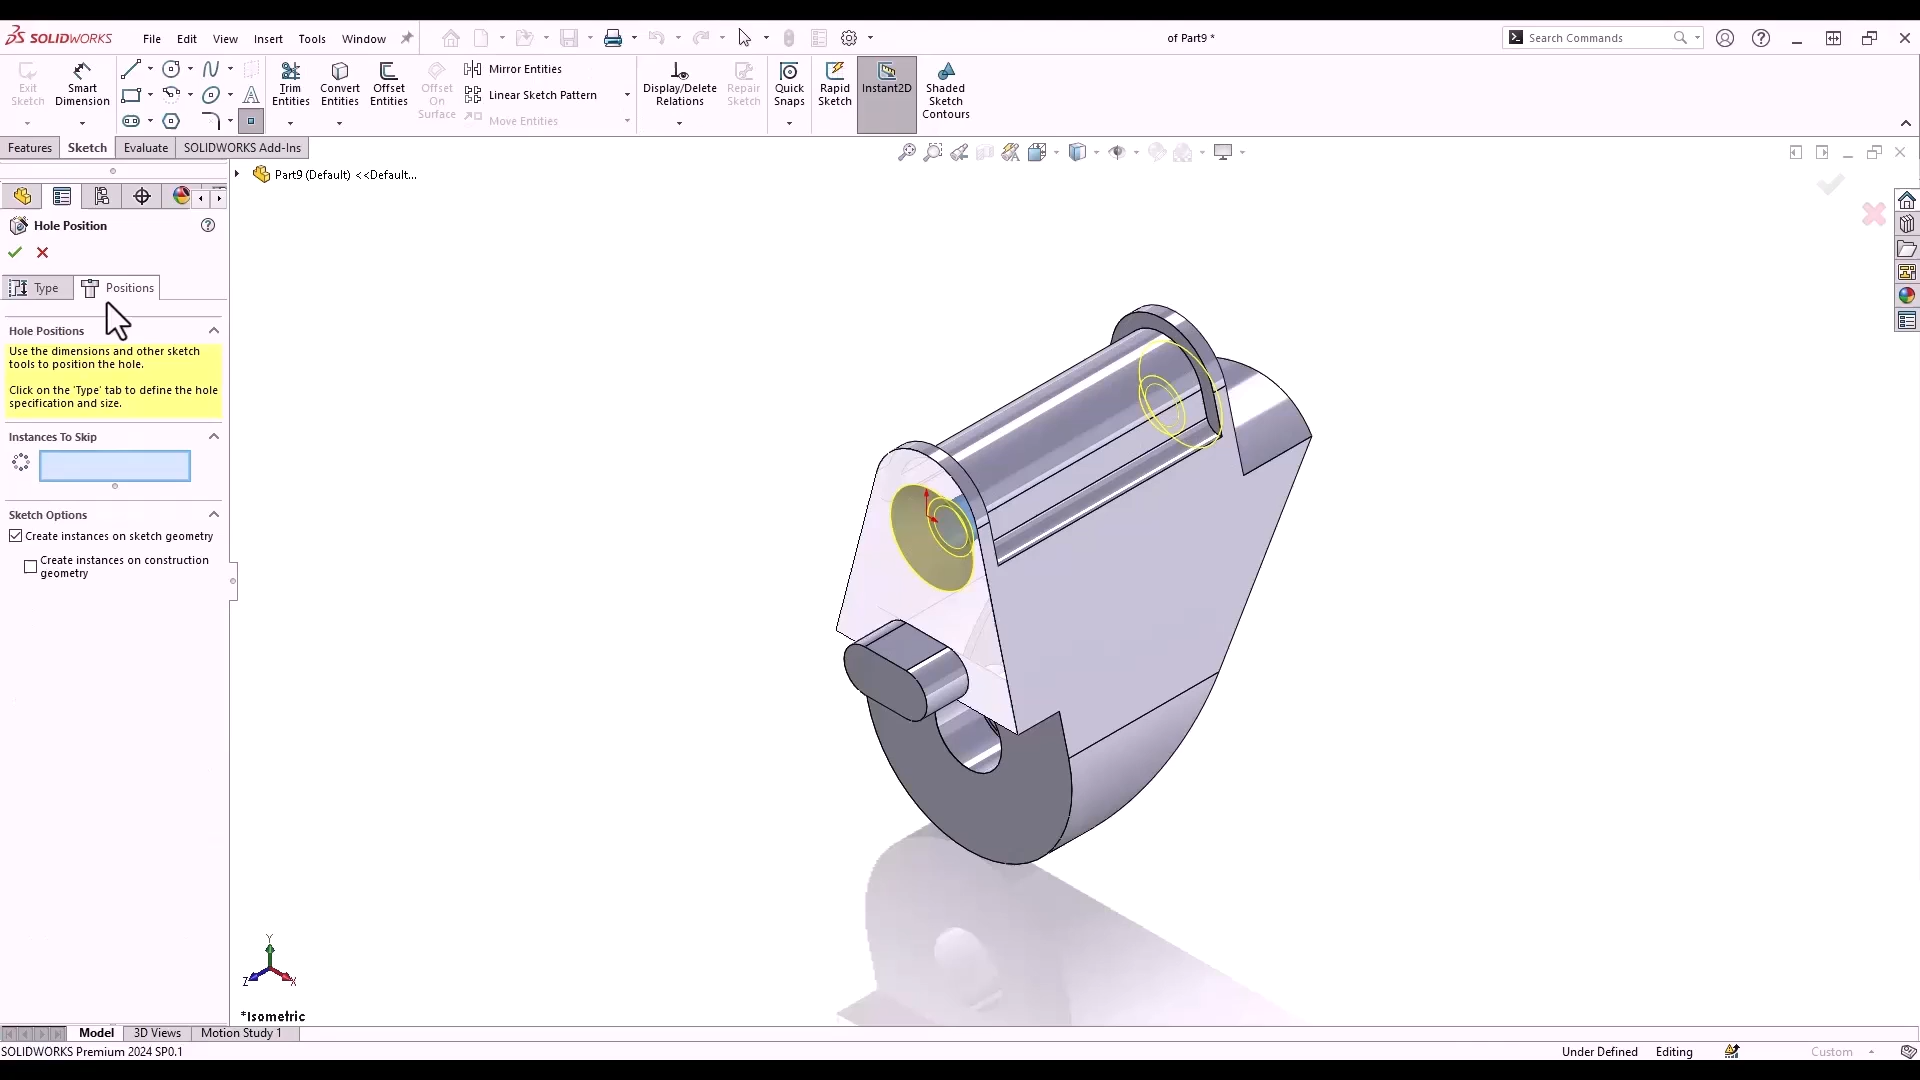 SOLIDWORKS
File Edit View Insert Tools Window
of Part9 *
Search Commands
Exit Sketch
Smart Dimension
Trim Entities
Convert Entities
Offset Entities
Offset On Surface
Mirror Entities
Linear Sketch Pattern
Move Entities
Display/Delete Relations
Repair Sketch
Quick Snaps
Rapid Sketch
Instant2D
Shaded Sketch Contours
Features Sketch Evaluate SOLIDWORKS Add-Ins
Part9 (Default) <<Default...
Hole Position
Type
Positions
Hole Positions
Use the dimensions and other sketch
tools to position the hole.
Click on the 'Type' tab to define the hole
specification and size.
Instances To Skip
Sketch Options
Create instances on sketch geometry
Create instances on construction
geometry
Y
Z
X
*Isometric
Model 3D Views Motion Study 1
SOLIDWORKS Premium 2024 SP0.1
Under Defined Editing Custom